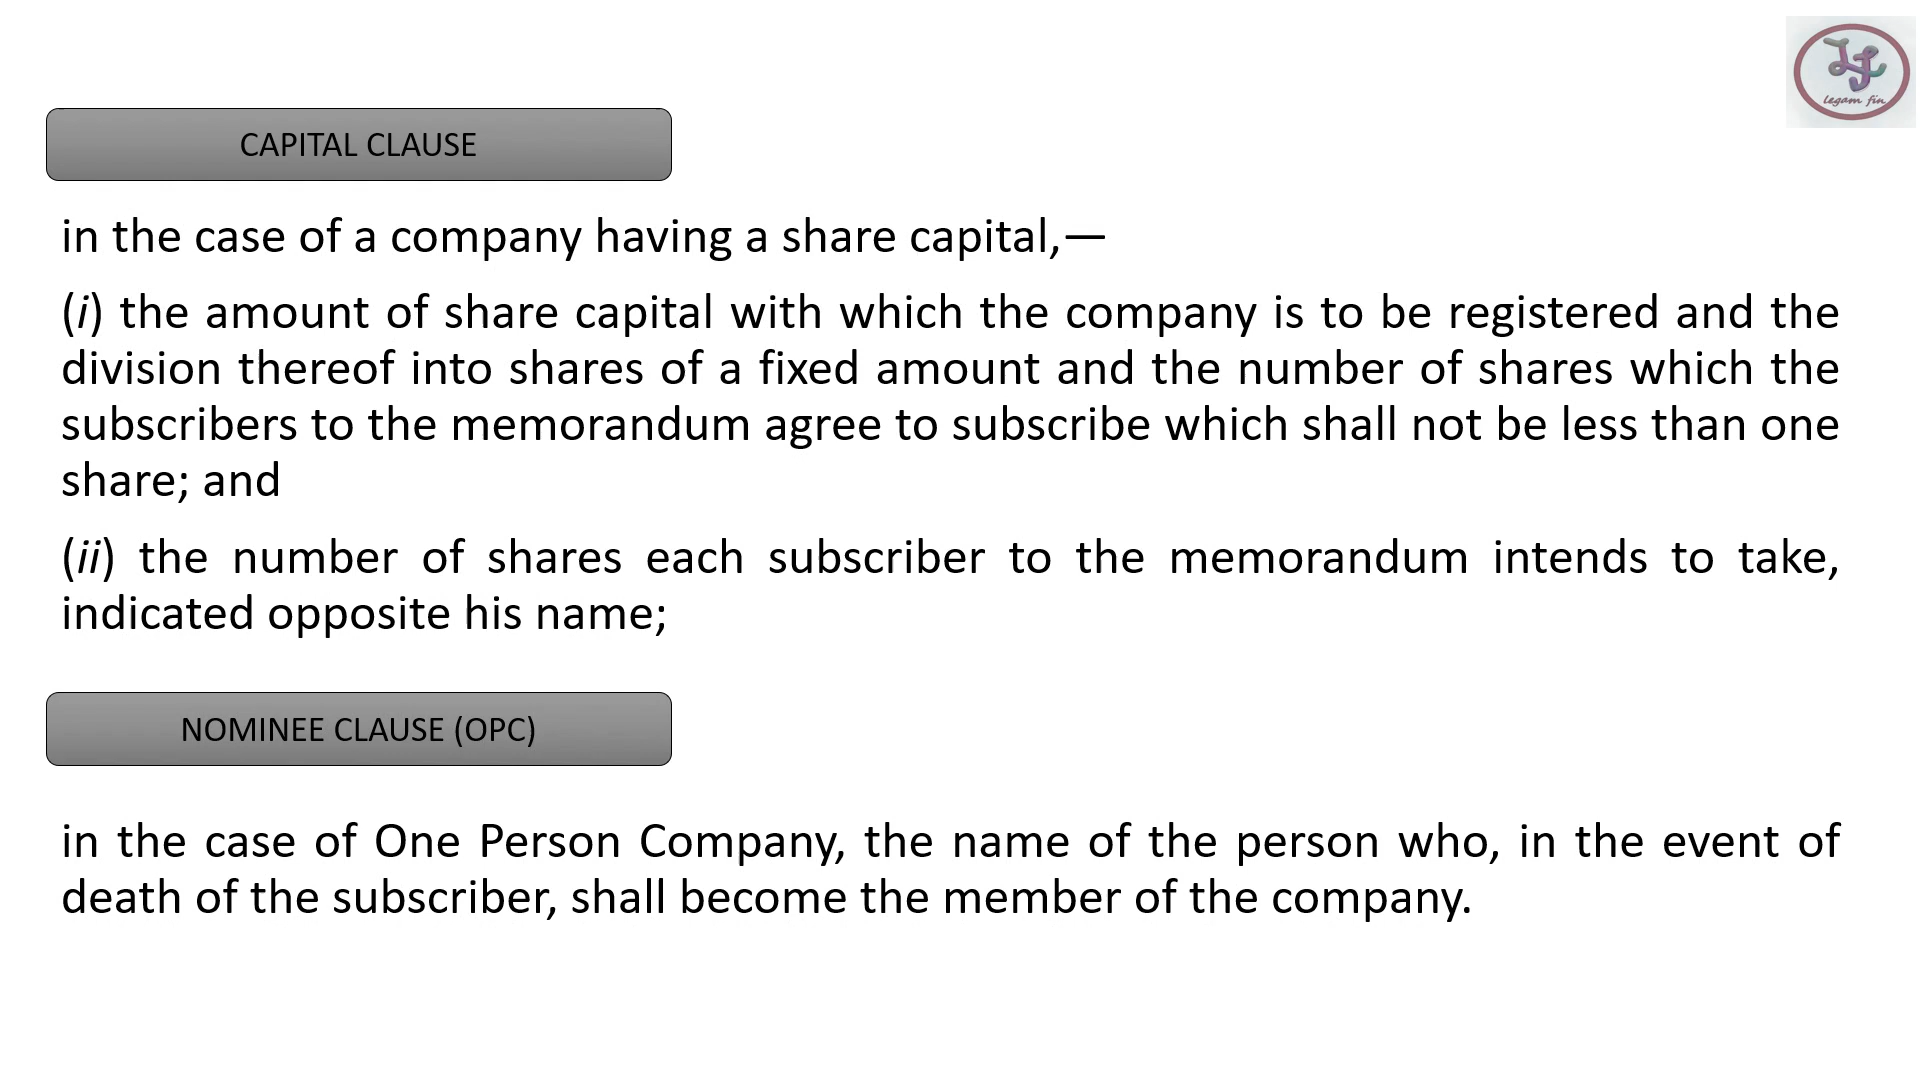 legam fin
CAPITAL CLAUSE
in the case of a company having a share capital,—
(i) the amount of share capital with which the company is to be registered and the
division thereof into shares of a fixed amount and the number of shares which the
subscribers to the memorandum agree to subscribe which shall not be less than one
share; and
(ii) the number of shares each subscriber to the memorandum intends to take,
indicated opposite his name;
NOMINEE CLAUSE (OPC)
in the case of One Person Company, the name of the person who, in the event of
death of the subscriber, shall become the member of the company.